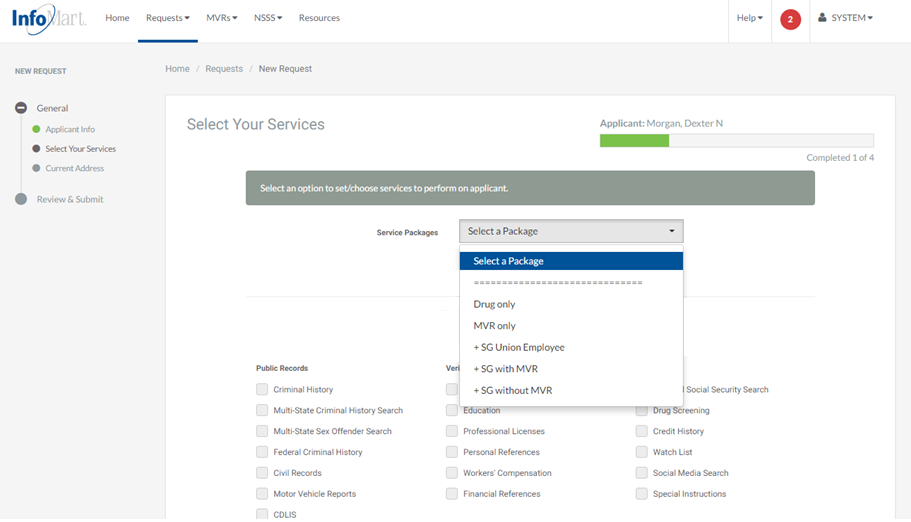 InfoMart.
Home Requests MVRs NSSS Resources Help 2 SYSTEM
NEW REQUEST
Home / Requests / New Request
General
Applicant Info
Select Your Services
Current Address
Review & Submit
Select Your Services
Applicant: Morgan, Dexter N
Completed 1 of 4
Select an option to set/choose services to perform on applicant.
Service Packages Select a Package
Select a Package
==============================
Drug only
MVR only
+ SG Union Employee
+ SG with MVR
+ SG without MVR
Public Records
Criminal History
Multi-State Criminal History Search
Multi-State Sex Offender Search
Federal Criminal History
Civil Records
Motor Vehicle Reports
CDLIS
Education
Professional Licenses
Personal References
Workers' Compensation
Financial References
Social Security Search
Drug Screening
Credit History
Watch List
Social Media Search
Special Instructions